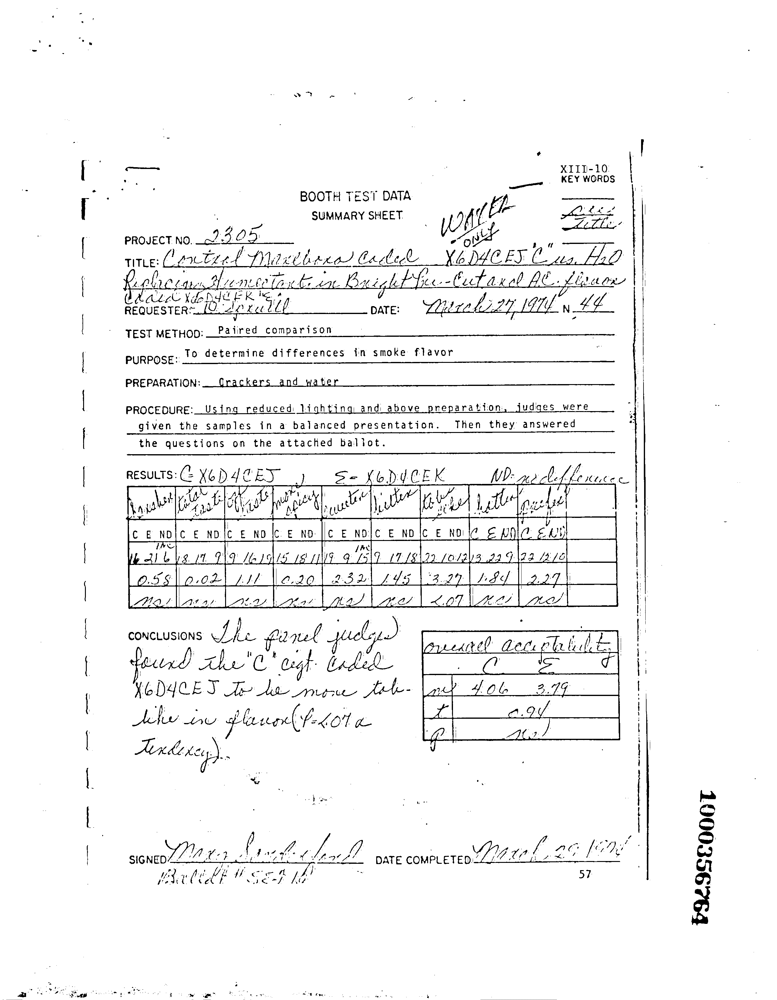 XIII-10
KEY WORDS
BOOTH TEST DATA
SUMMARY SHEET
WATER
ONLY
Title
PROJECT NO. 2305
TITLE: Control Marlboro Coded X6D4CEJ "C" vs. H2O
Replacing Humectant in Bright Pre-Cut and AC flavor
Coded X6D4CEK "E"
REQUESTER:
DATE: March 27, 1974 N 44
TEST METHOD: Paired comparison
PURPOSE: To determine differences in smoke flavor
PREPARATION: Crackers and water
PROCEDURE: Using reduced lighting and above preparation, judges were
given the samples in a balanced presentation. Then they answered
the questions on the attached ballot.
RESULTS: C= X6D4CEJ , E- X6D4CEK ND- no difference
harsher total taste off taste more spicy sweeter bitter tob. like better
C E ND C E ND C E ND C E ND C E ND C E ND C E ND C E ND C E ND
16 21 6 18 17 9 9 16 19 15 18 11 19 9 15 9 17 18 22 10 12 13 22 9 22 12 10
0.58 0.02 1.11 0.20 2.32 1.45 3.27 1.84 2.27
ns ns ns ns ns ns <.07 ns ns
CONCLUSIONS The panel judges
found the "C" cigt. coded
X6D4CEJ to be more tob-
like in flavor (P=<.07 a
tendency).
overall acceptability
C E
4.06 3.79
t 0.94
p ns
SIGNED
DATE COMPLETED March 29 1974
Ballot #
57
1000356764